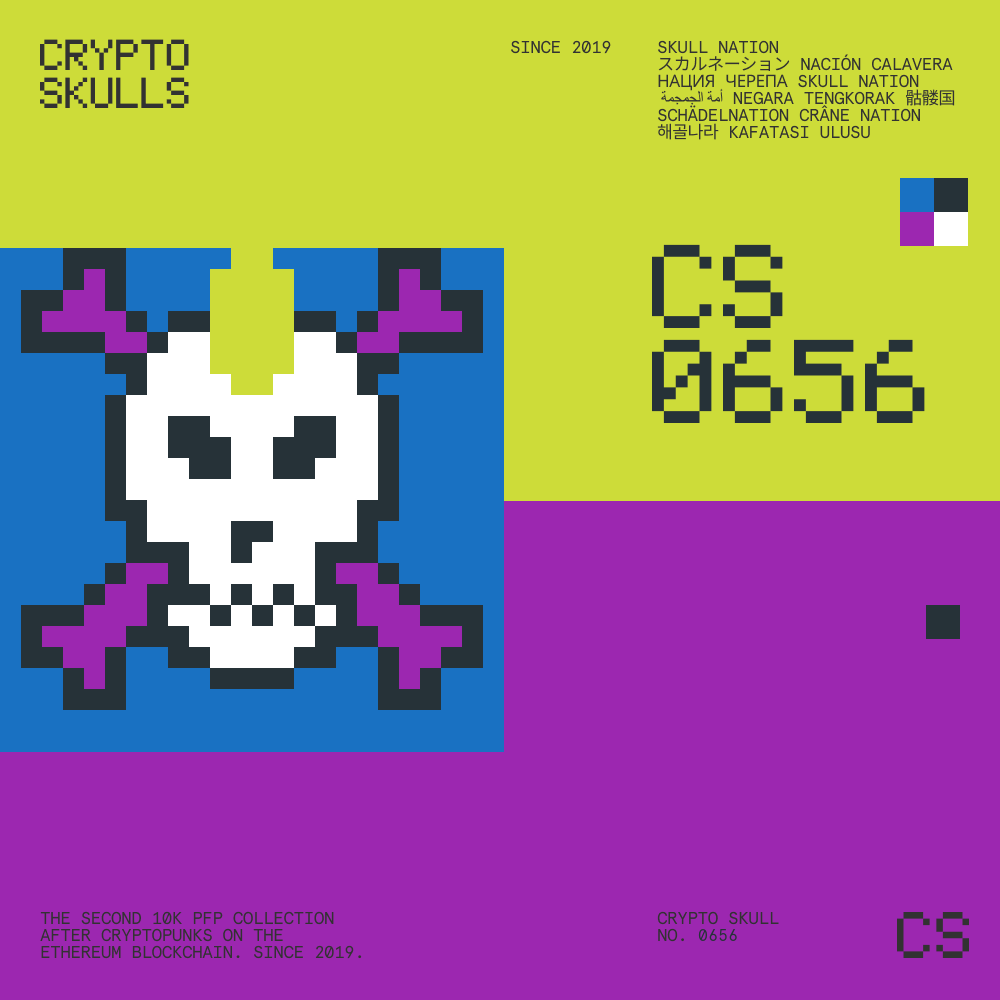 CRYPTO
SKULLS
SINCE 2019
SKULL NATION
スカルネーション NACIÓN CALAVERA
НАЦИЯ ЧЕРЕПА SKULL NATION
أمة الجمجمة NEGARA TENGKORAK 骷髅国
SCHÄDELNATION CRÂNE NATION
해골나라 KAFATASI ULUSU
CS
0656
THE SECOND 10K PFP COLLECTION
AFTER CRYPTOPUNKS ON THE
ETHEREUM BLOCKCHAIN. SINCE 2019.
CRYPTO SKULL
NO. 0656
CS